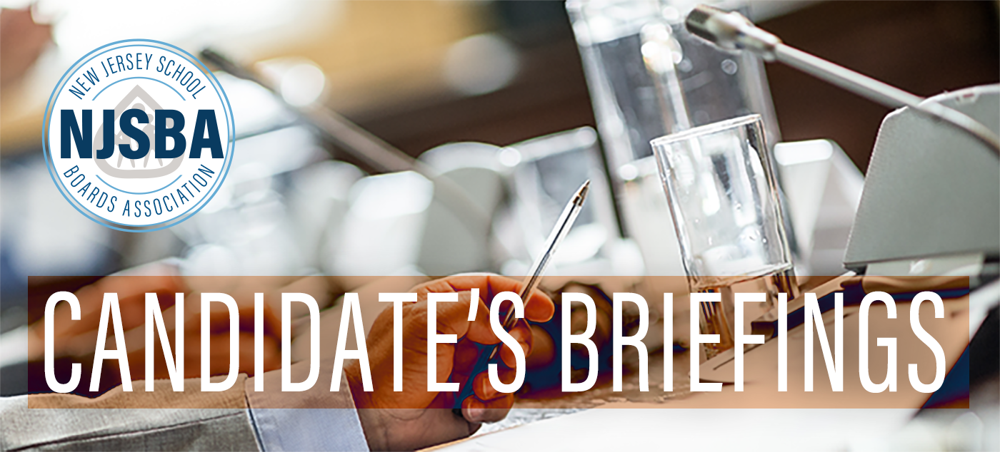 NEW JERSEY SCHOOL
NJSBA
BOARDS ASSOCIATION
CANDIDATE'S BRIEFINGS